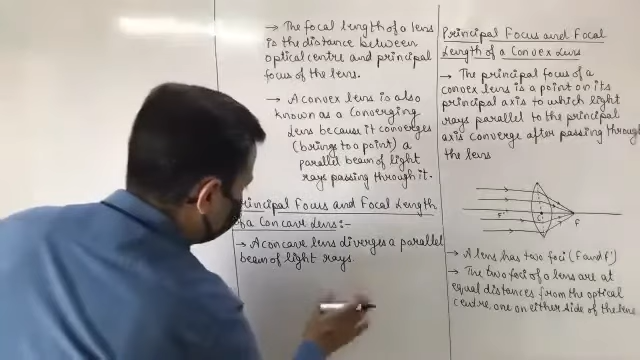 → The focal length of a lens
is the distance between
optical centre and principal
focus of the lens.
→ A convex lens is also
known as a converging
lens because it converges
(brings to a point) a
parallel beam of light
rays passing through it.
Principal Focus and Focal Length
of a Concave Lens:-
→ A concave lens diverges a parallel
beam of light rays.
Principal Focus and Focal
Length of a Convex Lens
→ The principal focus of a
convex lens is a point on its
principal axis to which light
rays parallel to the principal
axis converge after passing through
the lens
F' C F
→ A lens has two foci (F and F')
→ The two foci of a lens are at
equal distances from the optical
centre, one on either side of the lens